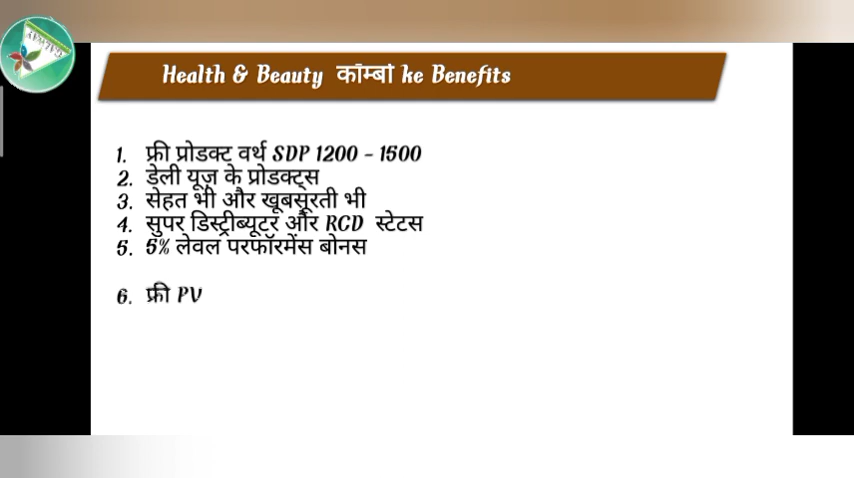 GALWAY
Health & Beauty कॉम्बो ke Benefits
1. फ्री प्रोडक्ट वर्थ SDP 1200 - 1500
2. डेली यूज़ के प्रोडक्ट्स
3. सेहत भी और खूबसूरती भी
4. सुपर डिस्ट्रीब्यूटर और RCD स्टेटस
5. 5% लेवल परफॉरमेंस बोनस
6. फ्री PV